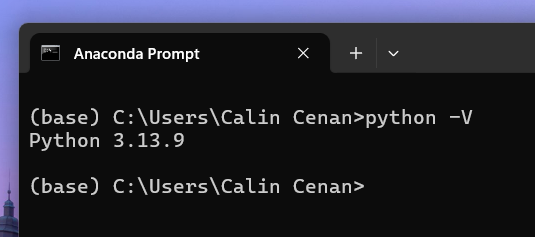 Anaconda Prompt
(base) C:\Users\Calin Cenan>python -V
Python 3.13.9
(base) C:\Users\Calin Cenan>